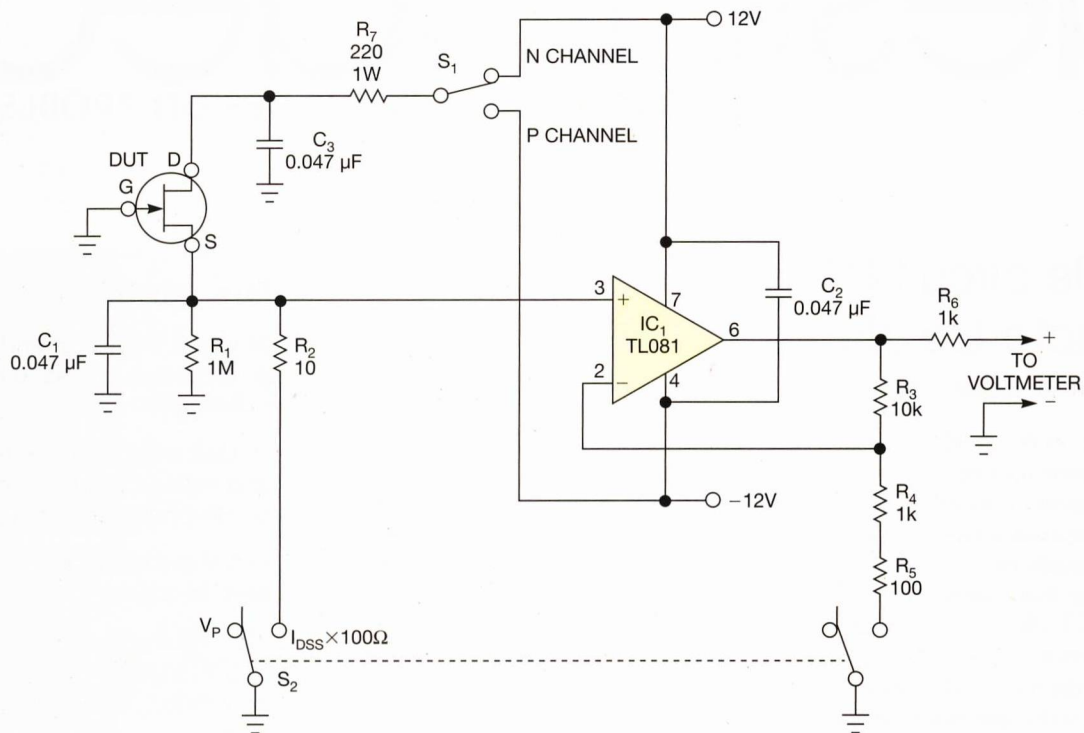 12V
R7
220
1W
S1
N CHANNEL
P CHANNEL
C3
0.047 µF
DUT
D
G
S
C1
0.047 µF
R1
1M
R2
10
3
+
7
IC1
TL081
6
2
−
4
C2
0.047 µF
R6
1k
+
TO
VOLTMETER
−
R3
10k
−12V
R4
1k
R5
100
VP
IDSS×100Ω
S2